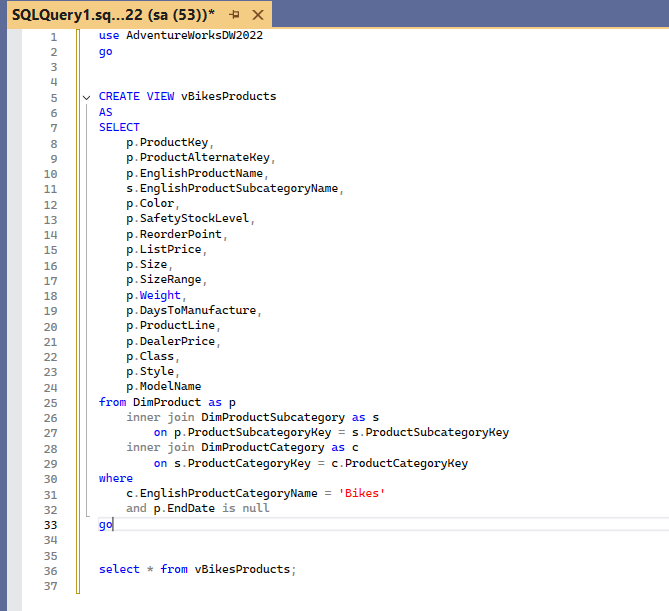 SQLQuery1.sq...22 (sa (53))*
1 use AdventureWorksDW2022
2 go
3
4
5 CREATE VIEW vBikesProducts
6 AS
7 SELECT
8 p.ProductKey,
9 p.ProductAlternateKey,
10 p.EnglishProductName,
11 s.EnglishProductSubcategoryName,
12 p.Color,
13 p.SafetyStockLevel,
14 p.ReorderPoint,
15 p.ListPrice,
16 p.Size,
17 p.SizeRange,
18 p.Weight,
19 p.DaysToManufacture,
20 p.ProductLine,
21 p.DealerPrice,
22 p.Class,
23 p.Style,
24 p.ModelName
25 from DimProduct as p
26 inner join DimProductSubcategory as s
27 on p.ProductSubcategoryKey = s.ProductSubcategoryKey
28 inner join DimProductCategory as c
29 on s.ProductCategoryKey = c.ProductCategoryKey
30 where
31 c.EnglishProductCategoryName = 'Bikes'
32 and p.EndDate is null
33 go
34
35
36 select * from vBikesProducts;
37